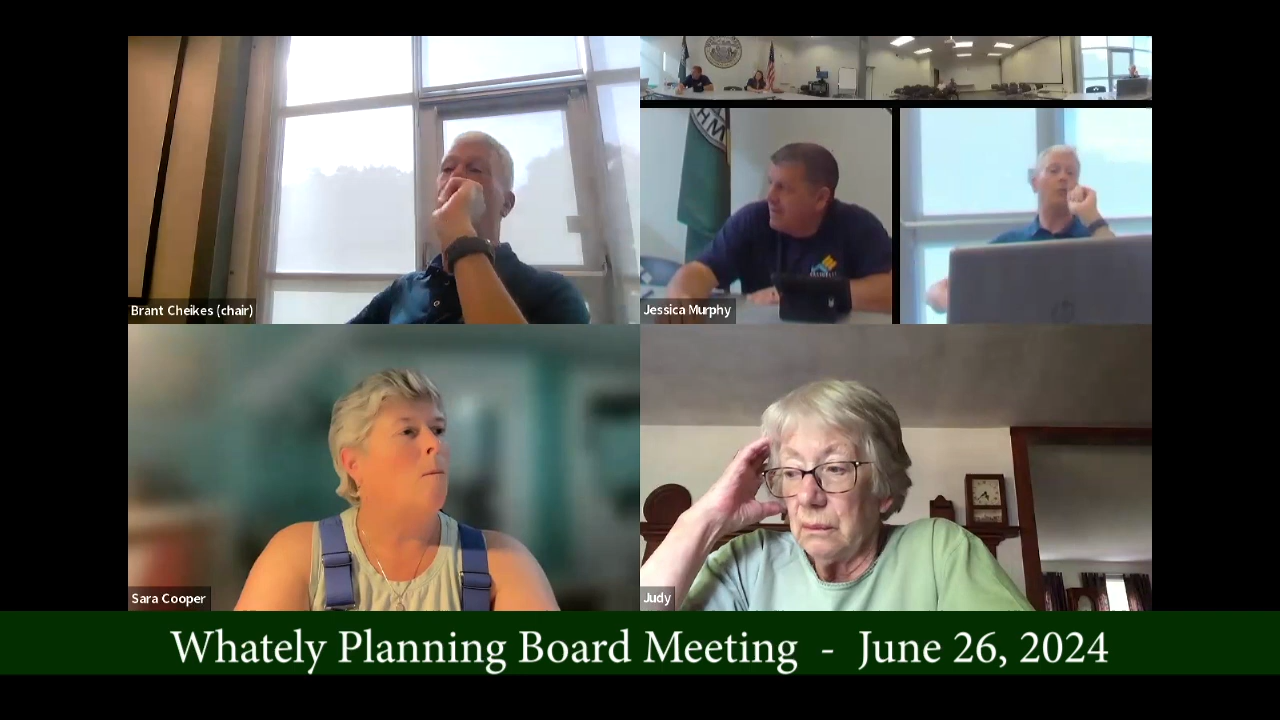 Brant Cheikes (chair)
Jessica Murphy
Sara Cooper
Judy
Whately Planning Board Meeting - June 26, 2024